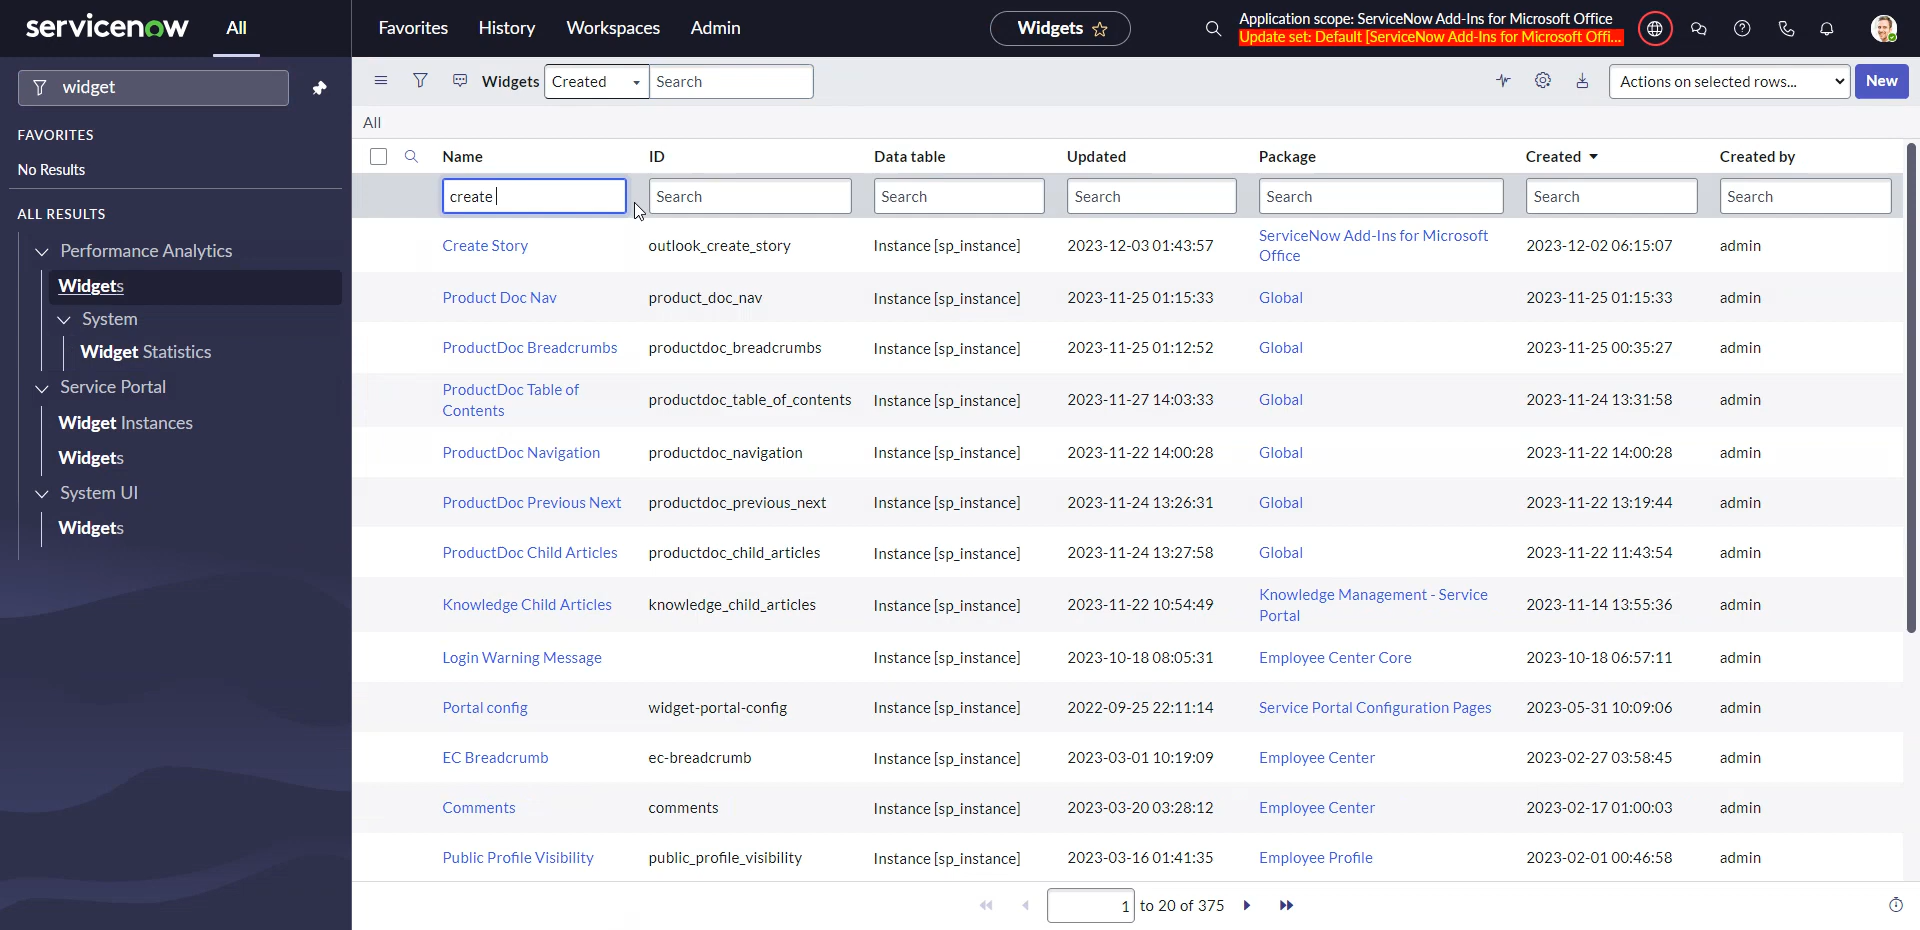 servicenow
All
Favorites
History
Workspaces
Admin
Widgets
Application scope: ServiceNow Add-Ins for Microsoft Office
Update set: Default [ServiceNow Add-Ins for Microsoft Offi...
widget
FAVORITES
No Results
ALL RESULTS
Performance Analytics
Widgets
System
Widget Statistics
Service Portal
Widget Instances
Widgets
System UI
Widgets
Widgets
Created
Search
Actions on selected rows...
New
All
Name ID Data table Updated Package Created Created by
create Search Search Search Search Search Search
Create Story outlook_create_story Instance [sp_instance] 2023-12-03 01:43:57 ServiceNow Add-Ins for Microsoft 2023-12-02 06:15:07 admin
Office
Product Doc Nav product_doc_nav Instance [sp_instance] 2023-11-25 01:15:33 Global 2023-11-25 01:15:33 admin
ProductDoc Breadcrumbs productdoc_breadcrumbs Instance [sp_instance] 2023-11-25 01:12:52 Global 2023-11-25 00:35:27 admin
ProductDoc Table of
Contents productdoc_table_of_contents Instance [sp_instance] 2023-11-27 14:03:33 Global 2023-11-24 13:31:58 admin
ProductDoc Navigation productdoc_navigation Instance [sp_instance] 2023-11-22 14:00:28 Global 2023-11-22 14:00:28 admin
ProductDoc Previous Next productdoc_previous_next Instance [sp_instance] 2023-11-24 13:26:31 Global 2023-11-22 13:19:44 admin
ProductDoc Child Articles productdoc_child_articles Instance [sp_instance] 2023-11-24 13:27:58 Global 2023-11-22 11:43:54 admin
Knowledge Child Articles knowledge_child_articles Instance [sp_instance] 2023-11-22 10:54:49 Knowledge Management - Service 2023-11-14 13:55:36 admin
Portal
Login Warning Message Instance [sp_instance] 2023-10-18 08:05:31 Employee Center Core 2023-10-18 06:57:11 admin
Portal config widget-portal-config Instance [sp_instance] 2022-09-25 22:11:14 Service Portal Configuration Pages 2023-05-31 10:09:06 admin
EC Breadcrumb ec-breadcrumb Instance [sp_instance] 2023-03-01 10:19:09 Employee Center 2023-02-27 03:58:45 admin
Comments comments Instance [sp_instance] 2023-03-20 03:28:12 Employee Center 2023-02-17 01:00:03 admin
Public Profile Visibility public_profile_visibility Instance [sp_instance] 2023-03-16 01:41:35 Employee Profile 2023-02-01 00:46:58 admin
1 to 20 of 375